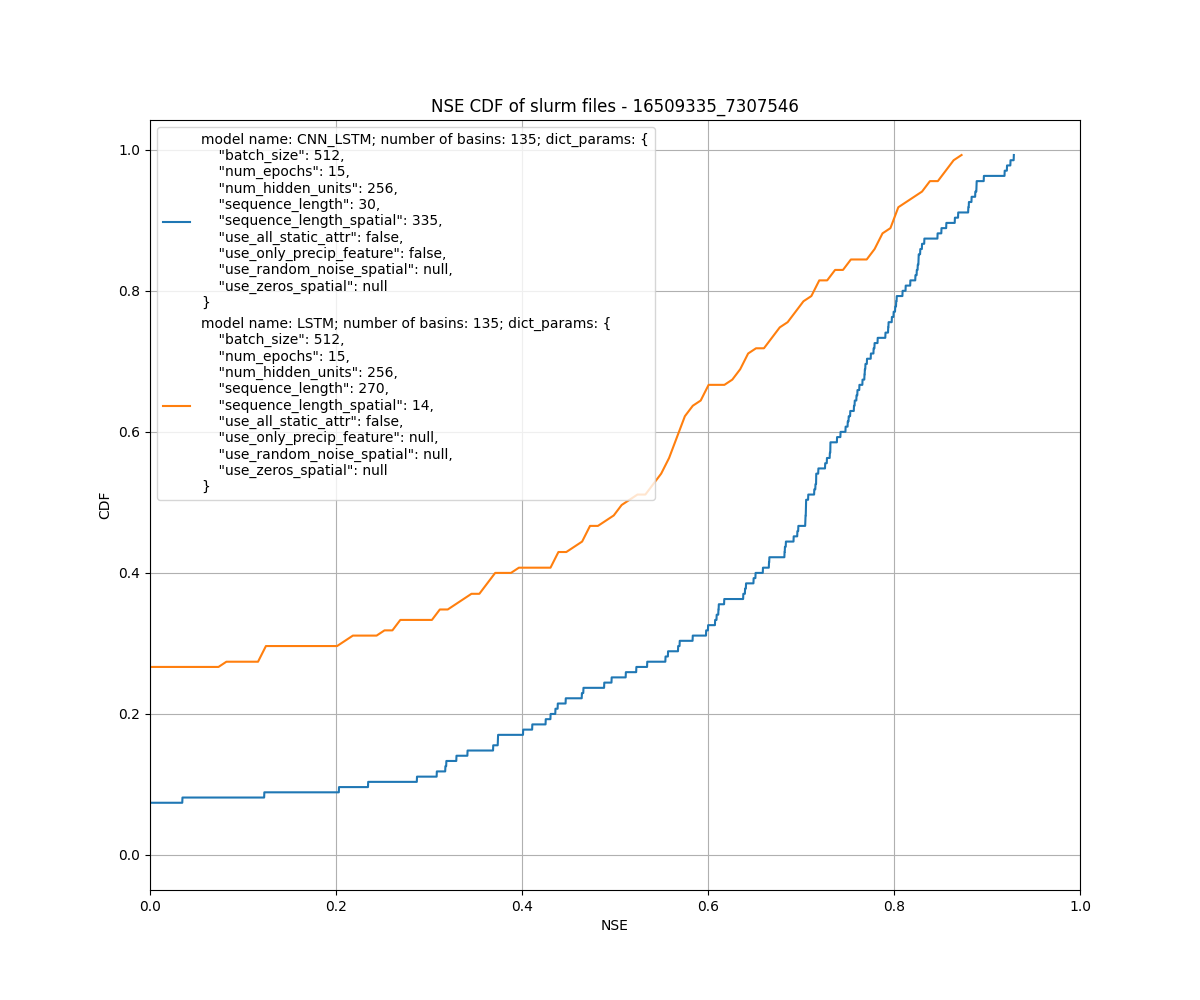 NSE CDF of slurm files - 16509335_7307546
model name: CNN_LSTM; number of basins: 135; dict_params: {
"batch_size": 512,
"num_epochs": 15,
"num_hidden_units": 256,
"sequence_length": 30,
"sequence_length_spatial": 335,
"use_all_static_attr": false,
"use_only_precip_feature": false,
"use_random_noise_spatial": null,
"use_zeros_spatial": null
}
model name: LSTM; number of basins: 135; dict_params: {
"batch_size": 512,
"num_epochs": 15,
"num_hidden_units": 256,
"sequence_length": 270,
"sequence_length_spatial": 14,
"use_all_static_attr": false,
"use_only_precip_feature": null,
"use_random_noise_spatial": null,
"use_zeros_spatial": null
}
1.0
0.8
0.6
0.4
0.2
0.0
CDF
0.0 0.2 0.4 0.6 0.8 1.0
NSE